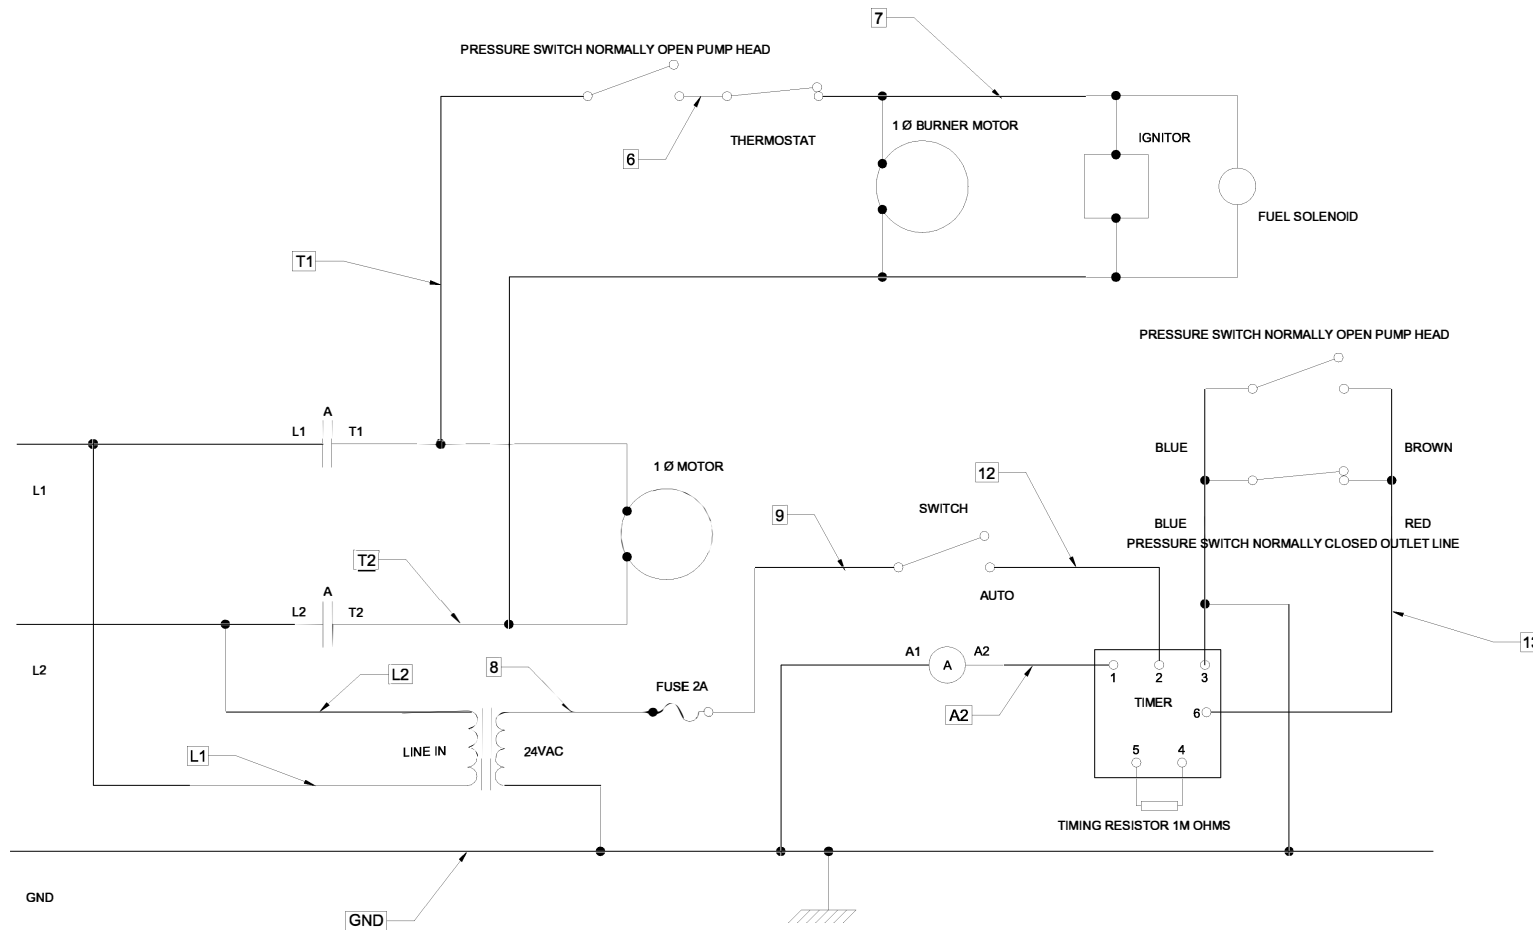 7
PRESSURE SWITCH NORMALLY OPEN PUMP HEAD
1 Ø BURNER MOTOR
THERMOSTAT
IGNITOR
6
FUEL SOLENOID
T1
PRESSURE SWITCH NORMALLY OPEN PUMP HEAD
A
L1
T1
BLUE
BROWN
1 Ø MOTOR
12
L1
SWITCH
9
BLUE
RED
PRESSURE SWITCH NORMALLY CLOSED OUTLET LINE
T2
A
AUTO
L2
T2
13
A1
A
A2
L2
L2
8
1
2
3
FUSE 2A
TIMER
A2
6
L1
LINE IN
24VAC
5
4
TIMING RESISTOR 1M OHMS
GND
GND